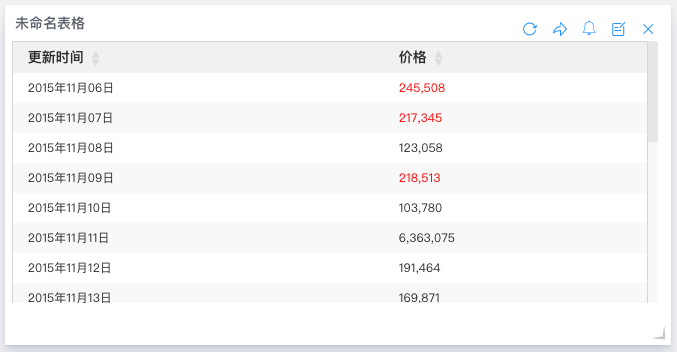 未命名表格
更新时间 价格
2015年11月06日 245,508
2015年11月07日 217,345
2015年11月08日 123,058
2015年11月09日 218,513
2015年11月10日 103,780
2015年11月11日 6,363,075
2015年11月12日 191,464
2015年11月13日 169,871